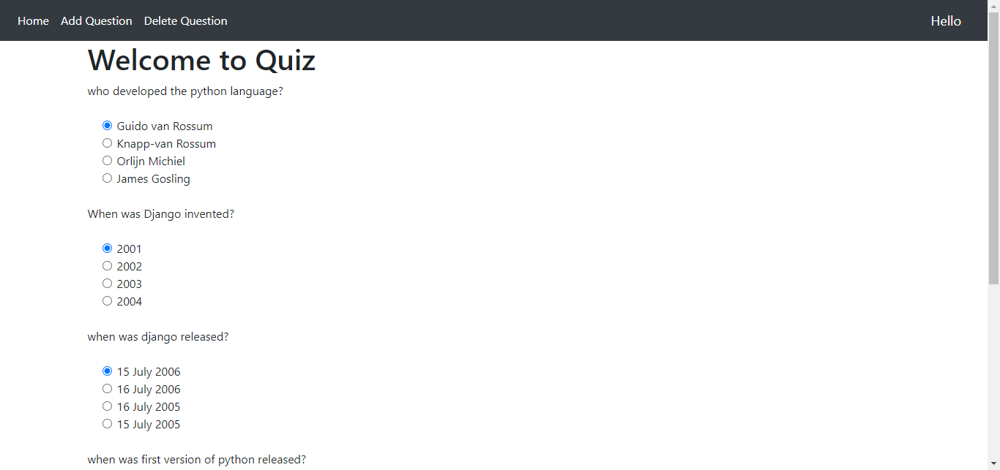 Home Add Question Delete Question Hello
Welcome to Quiz
who developed the python language?
Guido van Rossum
Knapp-van Rossum
Orlijn Michiel
James Gosling
When was Django invented?
2001
2002
2003
2004
when was django released?
15 July 2006
16 July 2006
16 July 2005
15 July 2005
when was first version of python released?